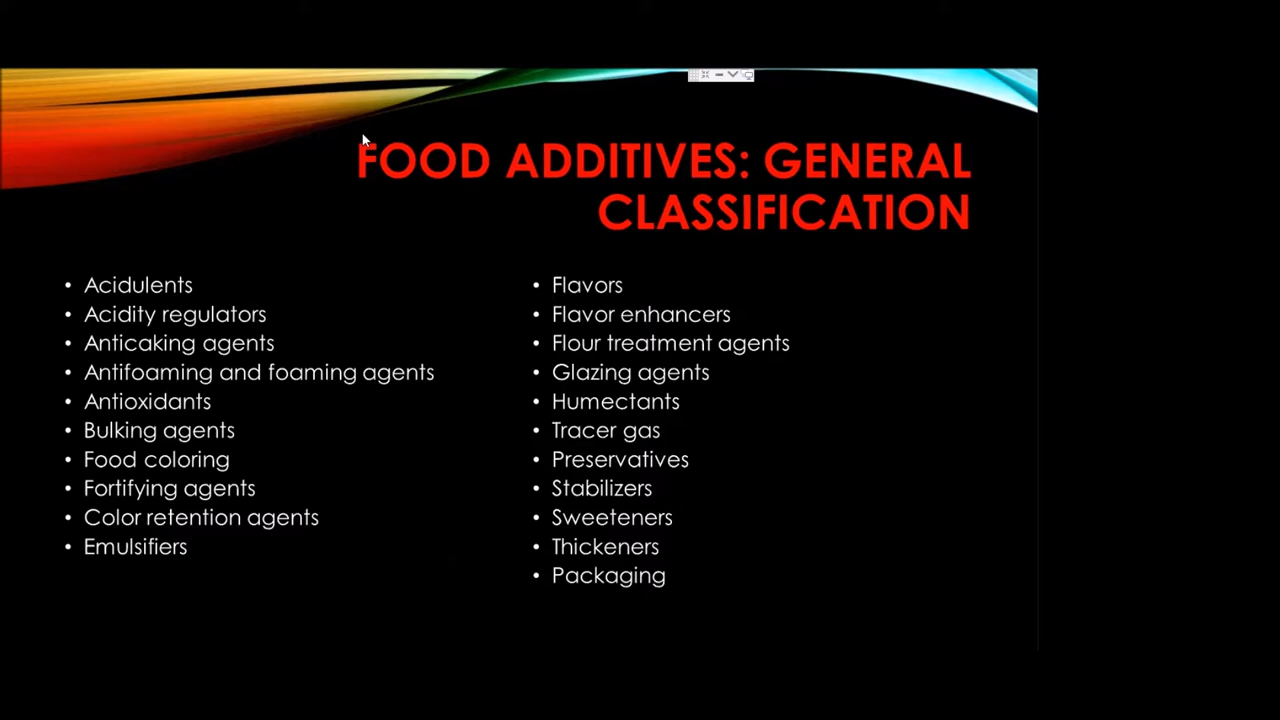 FOOD ADDITIVES: GENERAL
CLASSIFICATION
• Acidulents
• Acidity regulators
• Anticaking agents
• Antifoaming and foaming agents
• Antioxidants
• Bulking agents
• Food coloring
• Fortifying agents
• Color retention agents
• Emulsifiers
• Flavors
• Flavor enhancers
• Flour treatment agents
• Glazing agents
• Humectants
• Tracer gas
• Preservatives
• Stabilizers
• Sweeteners
• Thickeners
• Packaging